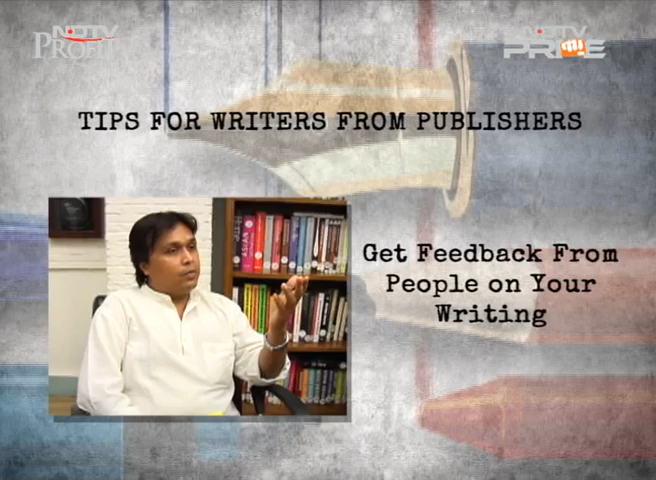 NDTV NDTV
PROFIT PRIME
TIPS FOR WRITERS FROM PUBLISHERS
Get Feedback From
People on Your
Writing